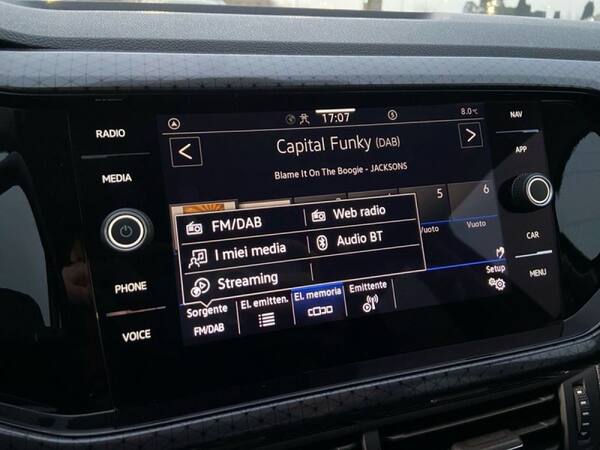 17:07
8.0°C
RADIO
MEDIA
PHONE
VOICE
NAV
APP
CAR
MENU
Capital Funky (DAB)
Blame It On The Boogie - JACKSONS
5
6
Vuoto
Vuoto
FM/DAB
Web radio
I miei media
Audio BT
Streaming
Sorgente
FM/DAB
El. emitten.
El. memoria
Emittente
Setup